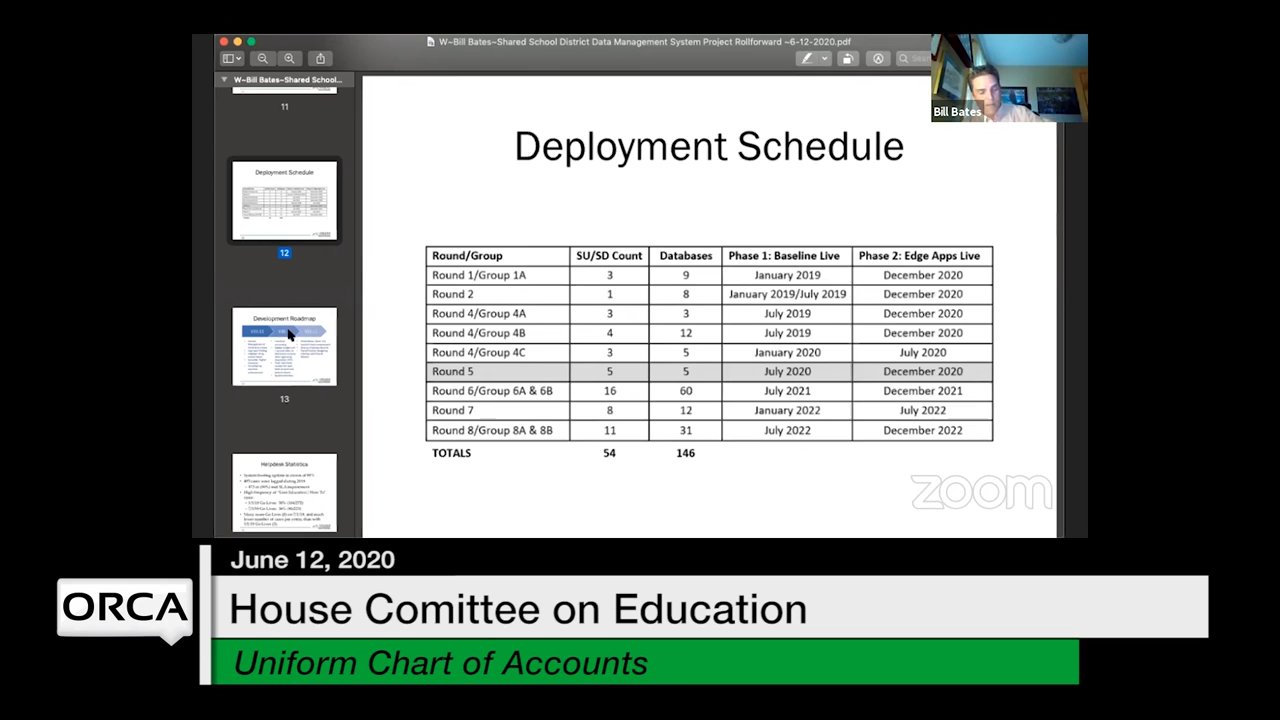 W~Bill Bates~Shared School District Data Management System Project Rollforward ~6-12-2020.pdf
W~Bill Bates~Shared School...
11
Deployment Schedule
12
Development Roadmap
13
Helpdesk Statistics
Bill Bates
Deployment Schedule
Round/Group SU/SD Count Databases Phase 1: Baseline Live Phase 2: Edge Apps Live
Round 1/Group 1A 3 9 January 2019 December 2020
Round 2 1 8 January 2019/July 2019 December 2020
Round 4/Group 4A 3 3 July 2019 December 2020
Round 4/Group 4B 4 12 July 2019 December 2020
Round 4/Group 4C 3 6 January 2020 July 2020
Round 5 5 5 July 2020 December 2020
Round 6/Group 6A & 6B 16 60 July 2021 December 2021
Round 7 8 12 January 2022 July 2022
Round 8/Group 8A & 8B 11 31 July 2022 December 2022
TOTALS 54 146
zoom
June 12, 2020
ORCA
House Comittee on Education
Uniform Chart of Accounts